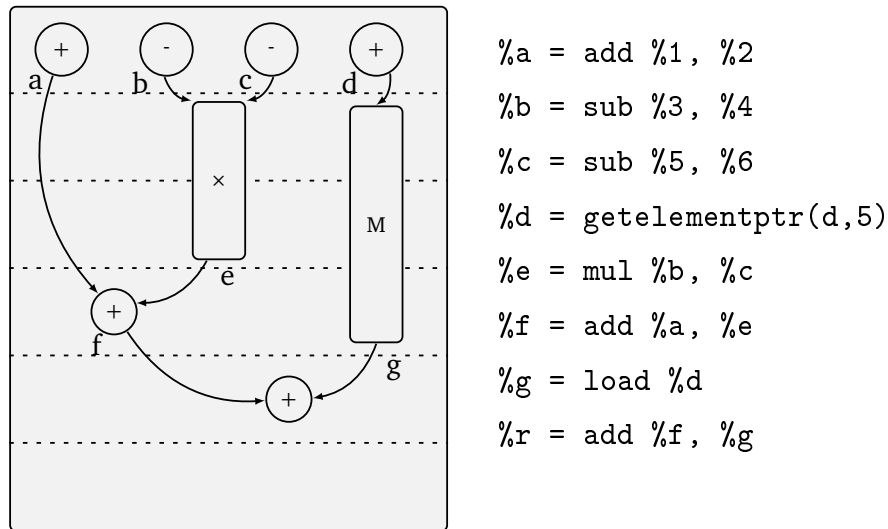 + - - +
a b c d
× M
e
+
f
g
+
%a = add %1, %2
%b = sub %3, %4
%c = sub %5, %6
%d = getelementptr(d,5)
%e = mul %b, %c
%f = add %a, %e
%g = load %d
%r = add %f, %g